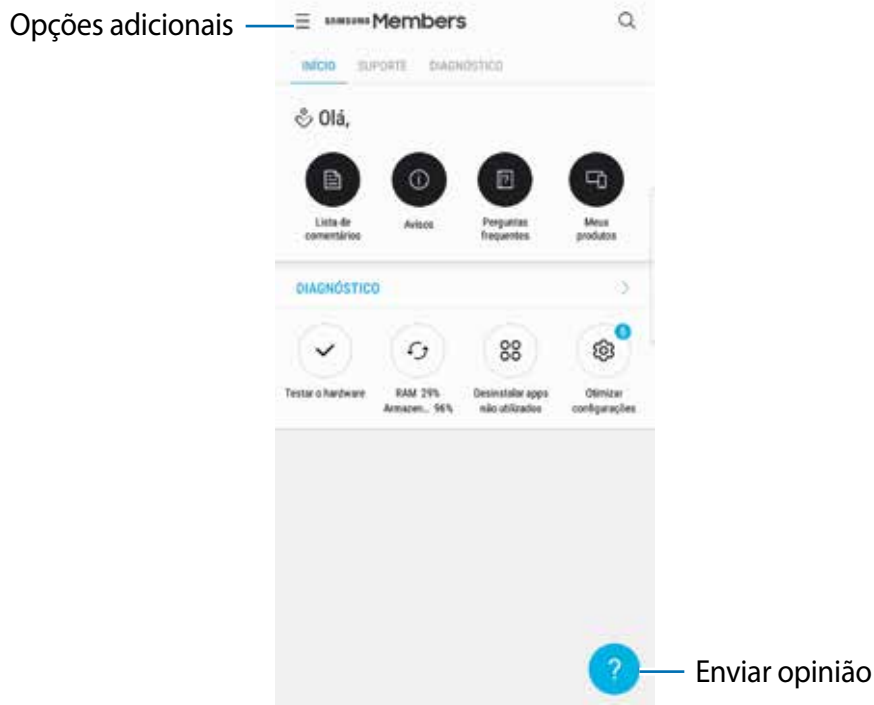 Opções adicionais
SAMSUNG Members
INÍCIO SUPORTE DIAGNÓSTICO
Olá,
Lista de
comentários
Avisos
Perguntas
frequentes
Meus
produtos
DIAGNÓSTICO
Testar o hardware
RAM 29%
Armazen... 96%
Desinstalar apps
não utilizados
6
Otimizar
configurações
?
Enviar opinião